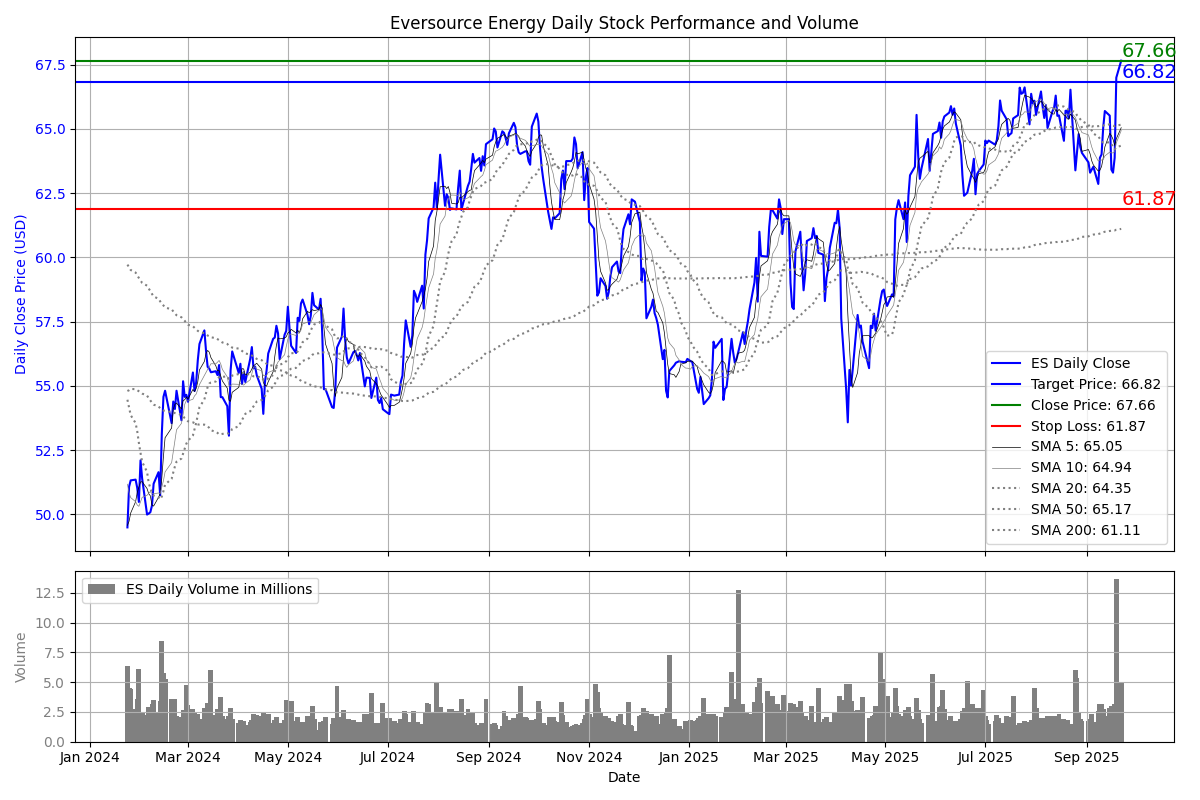 Eversource Energy Daily Stock Performance and Volume
67.66
66.82
61.87
67.5
65.0
62.5
60.0
57.5
55.0
52.5
50.0
Daily Close Price (USD)
ES Daily Close
Target Price: 66.82
Close Price: 67.66
Stop Loss: 61.87
SMA 5: 65.05
SMA 10: 64.94
SMA 20: 64.35
SMA 50: 65.17
SMA 200: 61.11
ES Daily Volume in Millions
12.5
10.0
7.5
5.0
2.5
0.0
Volume
Jan 2024 Mar 2024 May 2024 Jul 2024 Sep 2024 Nov 2024 Jan 2025 Mar 2025 May 2025 Jul 2025 Sep 2025
Date